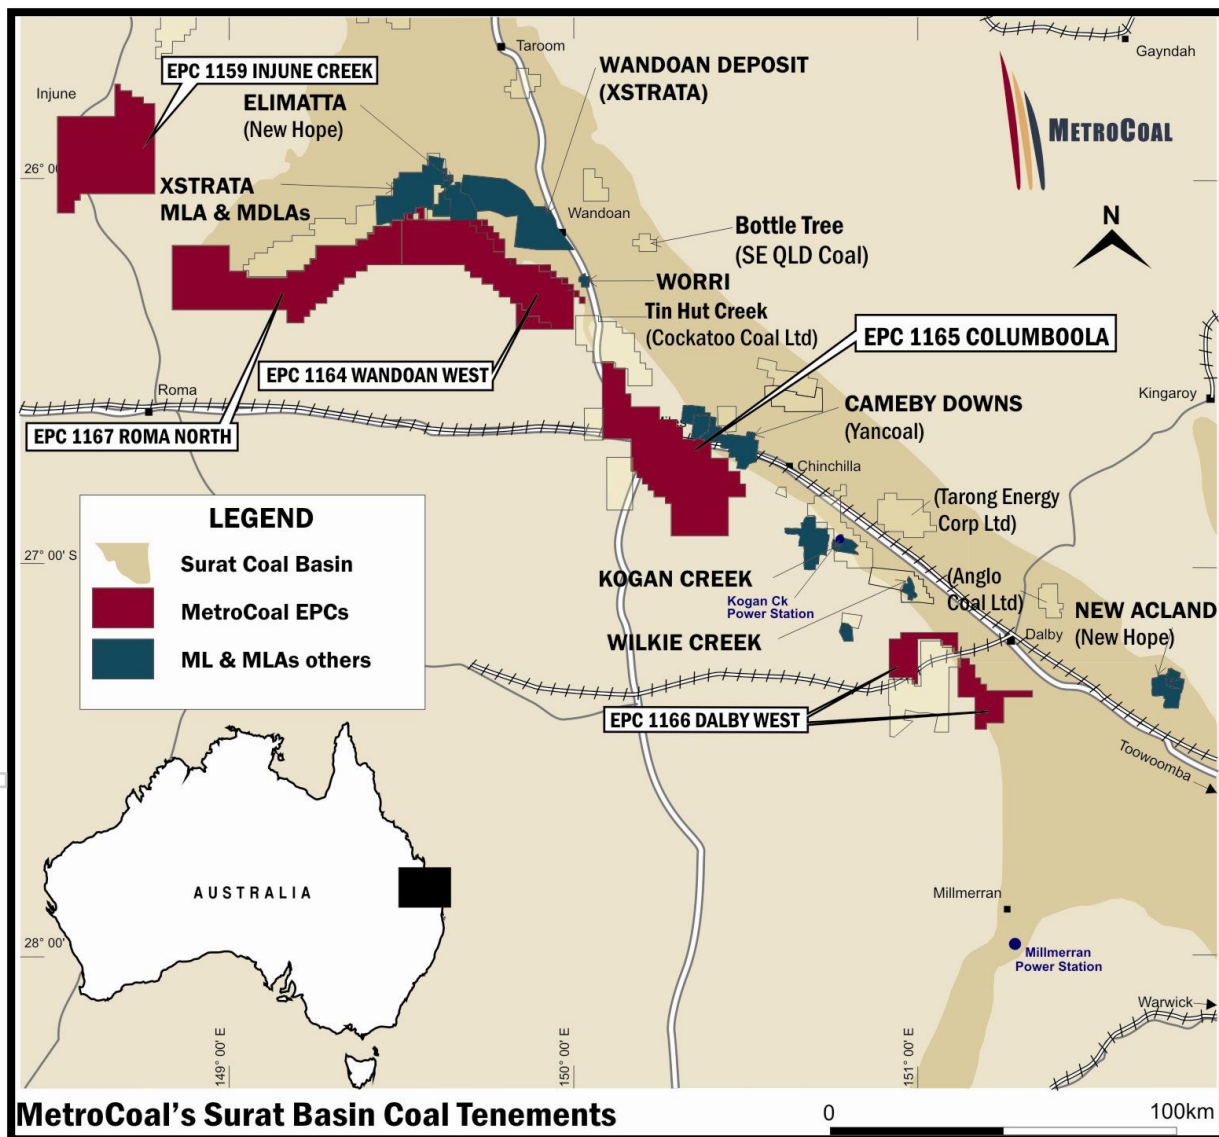 Taroom
Gayndah
WANDOAN DEPOSIT
(XSTRATA)
EPC 1159 INJUNE CREEK
Injune
ELIMATTA
(New Hope)
METROCOAL
XSTRATA
MLA & MDLAs
Wandoan
N
Bottle Tree
(SE QLD Coal)
WORRI
Tin Hut Creek
(Cockatoo Coal Ltd)
EPC 1165 COLUMBOOLA
EPC 1164 WANDOAN WEST
Roma
Kingaroy
CAMEBY DOWNS
(Yancoal)
EPC 1167 ROMA NORTH
Chinchilla
LEGEND
Surat Coal Basin
MetroCoal EPCs
ML & MLAs others
(Tarong Energy
Corp Ltd)
27° 00' S
KOGAN CREEK
Kogan Ck
Power Station
(Anglo
Coal Ltd)
NEW ACLAND
(New Hope)
WILKIE CREEK
Dalby
EPC 1166 DALBY WEST
Toowoomba
AUSTRALIA
Millmerran
28° 00'
Millmerran
Power Station
Warwick
149° 00' E
150° 00' E
151° 00' E
MetroCoal's Surat Basin Coal Tenements
0
100km